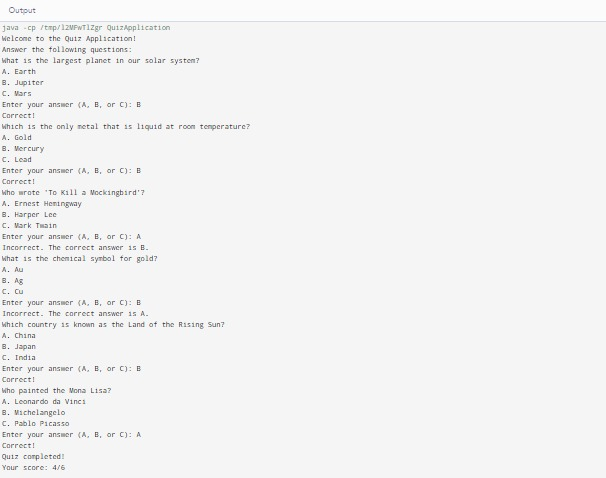 Output
java -cp /tmp/l2MFwTlZgr QuizApplication
Welcome to the Quiz Application!
Answer the following questions:
What is the largest planet in our solar system?
A. Earth
B. Jupiter
C. Mars
Enter your answer (A, B, or C): B
Correct!
Which is the only metal that is liquid at room temperature?
A. Gold
B. Mercury
C. Lead
Enter your answer (A, B, or C): B
Correct!
Who wrote 'To Kill a Mockingbird'?
A. Ernest Hemingway
B. Harper Lee
C. Mark Twain
Enter your answer (A, B, or C): A
Incorrect. The correct answer is B.
What is the chemical symbol for gold?
A. Au
B. Ag
C. Cu
Enter your answer (A, B, or C): B
Incorrect. The correct answer is A.
Which country is known as the Land of the Rising Sun?
A. China
B. Japan
C. India
Enter your answer (A, B, or C): B
Correct!
Who painted the Mona Lisa?
A. Leonardo da Vinci
B. Michelangelo
C. Pablo Picasso
Enter your answer (A, B, or C): A
Correct!
Quiz completed!
Your score: 4/6